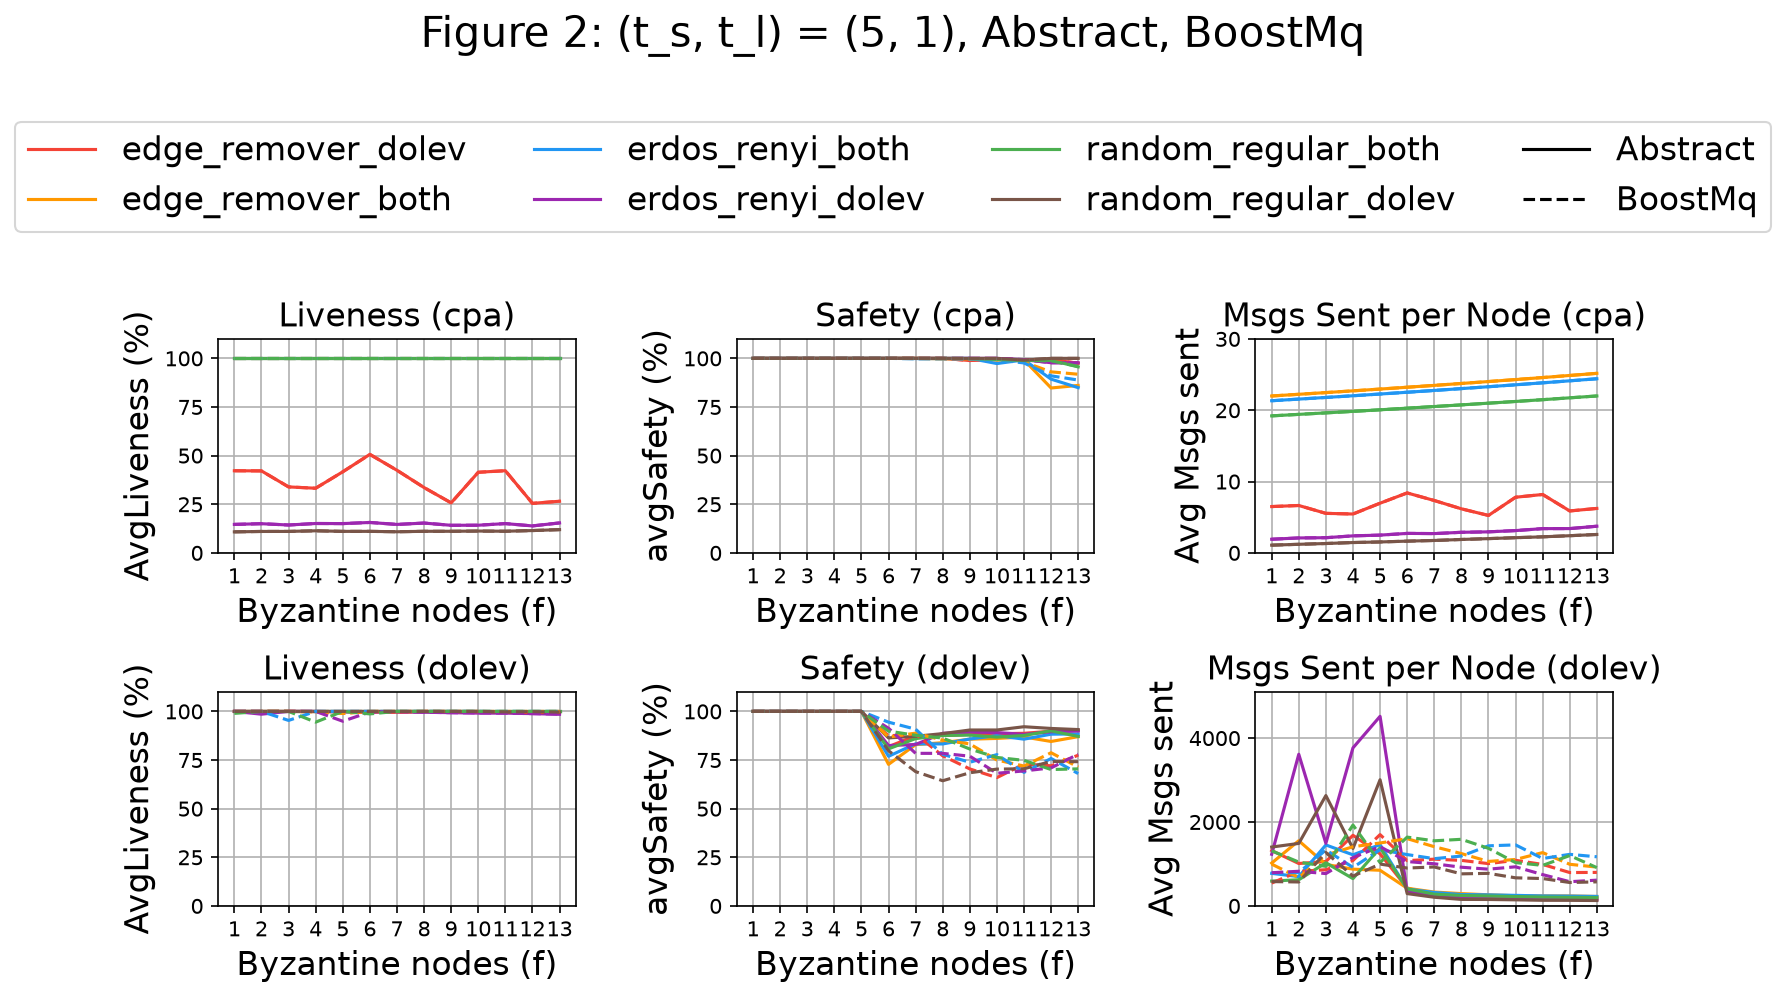 Figure 2: (t_s, t_l) = (5, 1), Abstract, BoostMq
edge_remover_dolev erdos_renyi_both random_regular_both Abstract
edge_remover_both erdos_renyi_dolev random_regular_dolev BoostMq
Liveness (cpa)
AvgLiveness (%)
100
75
50
25
0
1 2 3 4 5 6 7 8 9 10 11 12 13
Byzantine nodes (f)
Safety (cpa)
avgSafety (%)
100
75
50
25
0
1 2 3 4 5 6 7 8 9 10 11 12 13
Byzantine nodes (f)
Msgs Sent per Node (cpa)
Avg Msgs sent
30
20
10
0
1 2 3 4 5 6 7 8 9 10 11 12 13
Byzantine nodes (f)
Liveness (dolev)
AvgLiveness (%)
100
75
50
25
0
1 2 3 4 5 6 7 8 9 10 11 12 13
Byzantine nodes (f)
Safety (dolev)
avgSafety (%)
100
75
50
25
0
1 2 3 4 5 6 7 8 9 10 11 12 13
Byzantine nodes (f)
Msgs Sent per Node (dolev)
Avg Msgs sent
4000
2000
0
1 2 3 4 5 6 7 8 9 10 11 12 13
Byzantine nodes (f)